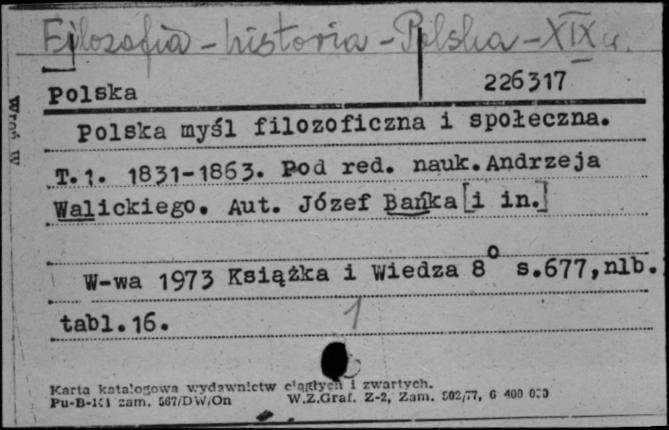 Filozofia - historia - Polska - XIX w.
Polska 226317
Polska myśl filozoficzna i społeczna.
T.1. 1831-1863. Pod red. nauk. Andrzeja
Walickiego. Aut. Józef Bańka [i in.]
W-wa 1973 Książka i Wiedza 8° s.677, nlb.
tabl.16.
1
Karta katalogowa wydawnictw ciągłych i zwartych.
Pu-B-141 zam. 567/DW/On W.Z.Graf. Z-2, Zam. 502/77, 6 400 000